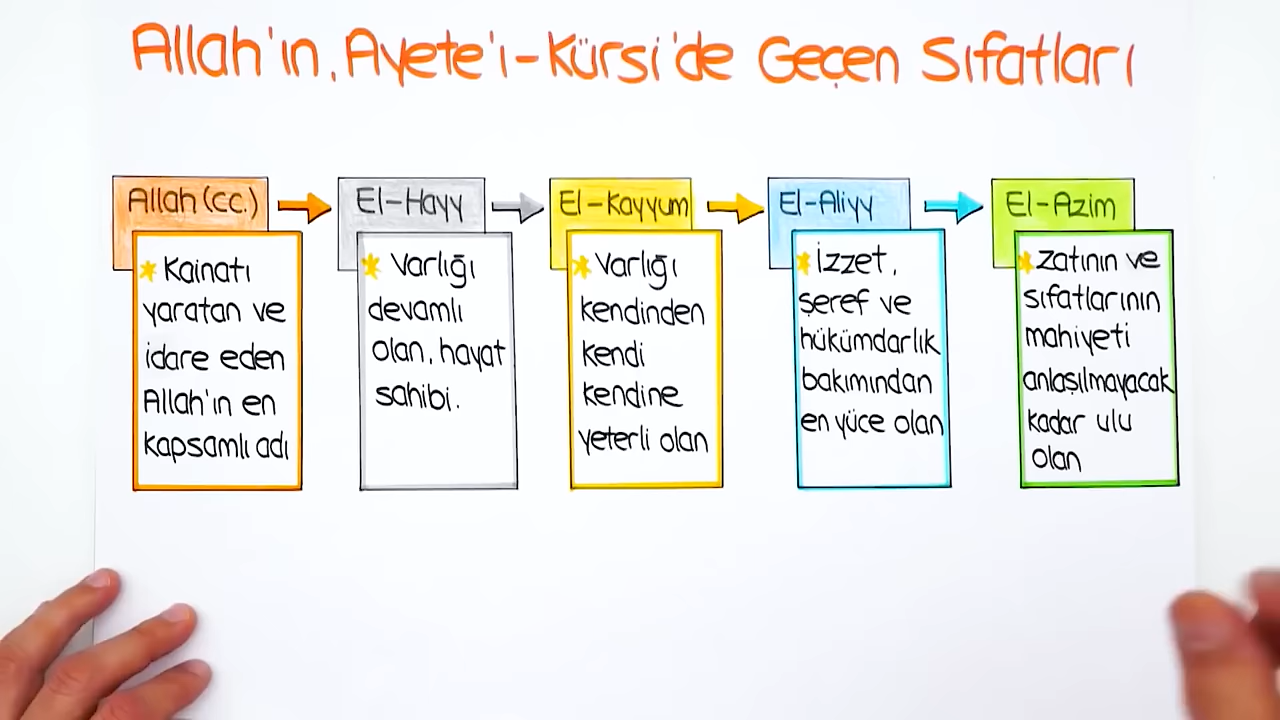 Allah'ın, Ayete'i-Kürsi'de Geçen Sıfatları
Allah (cc.)
* Kainatı
yaratan ve
idare eden
Allah'ın en
kapsamlı adı
El-Hayy
* Varlığı
devamlı
olan, hayat
sahibi.
El-Kayyum
* Varlığı
kendinden
kendi
kendine
yeterli olan
El-Aliyy
* İzzet,
şeref ve
hükümdarlık
bakımından
en yüce olan
El-Azim
* zatının ve
sıfatlarının
mahiyeti
anlaşılmayacak
kadar ulu
olan